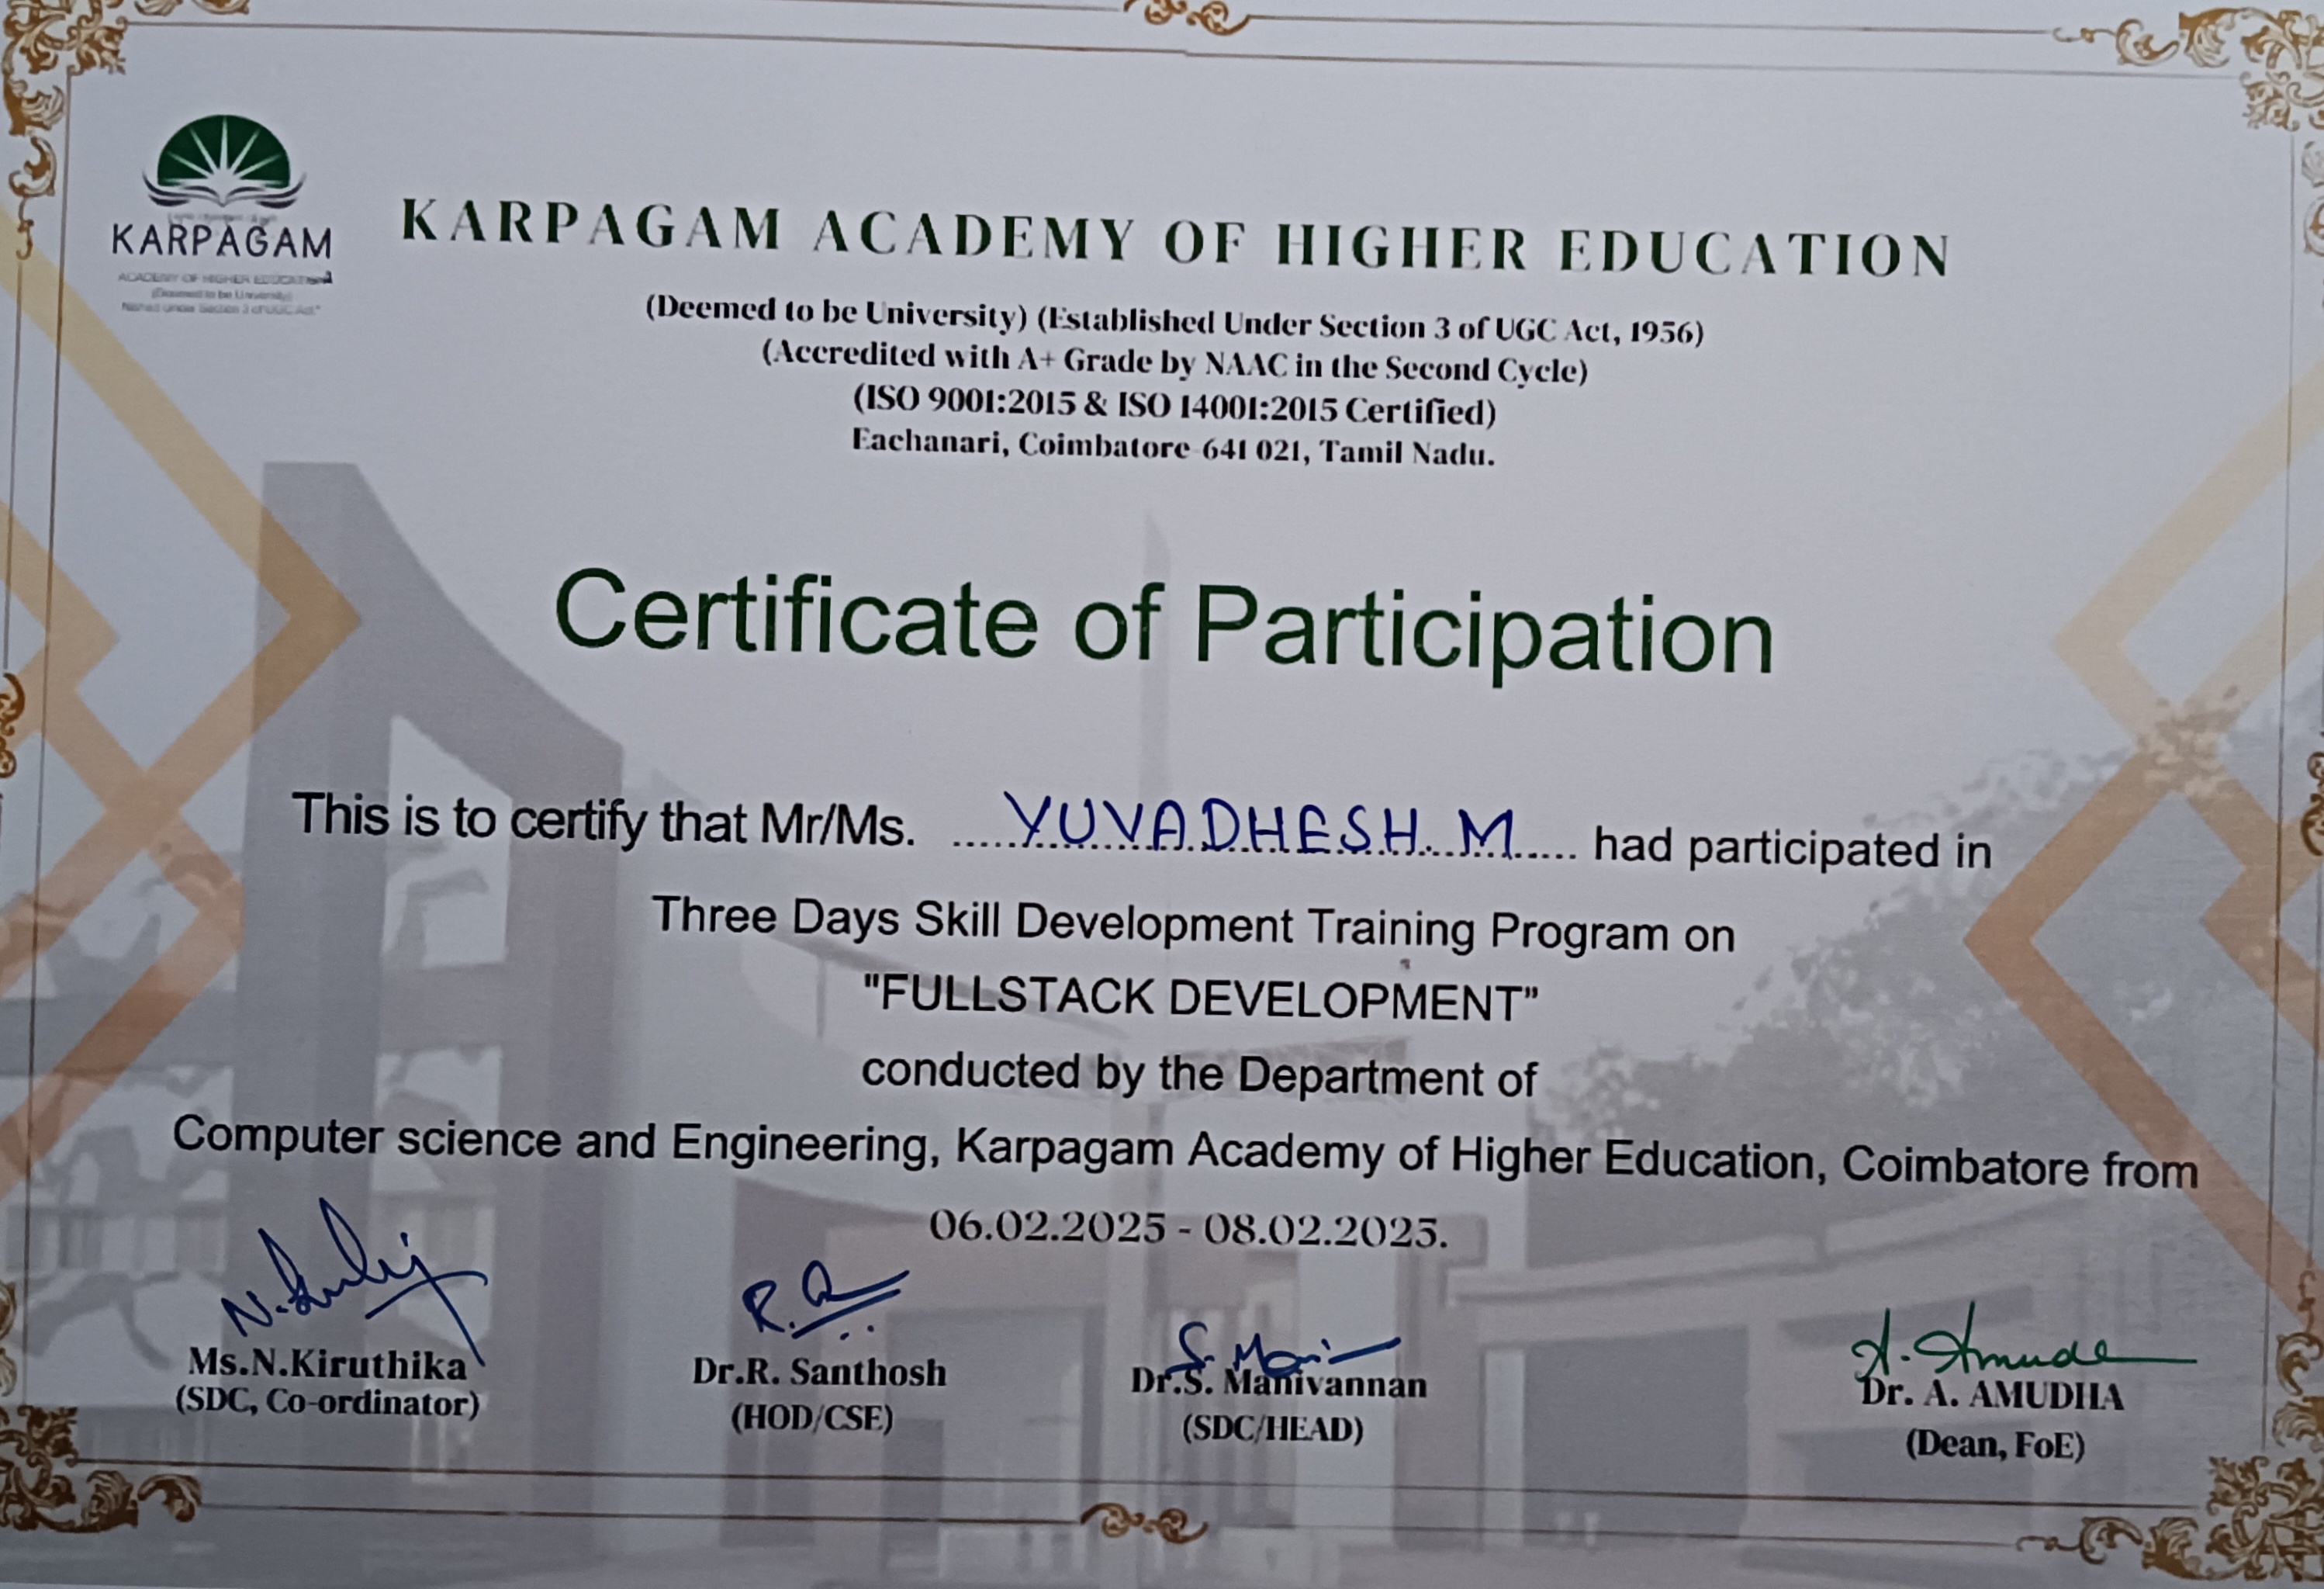 KARPAGAM
ACADEMY OF HIGHER EDUCATION
(Deemed to be University)
KARPAGAM ACADEMY OF HIGHER EDUCATION
(Deemed to be University) (Established Under Section 3 of UGC Act, 1956)
(Accredited with A+ Grade by NAAC in the Second Cycle)
(ISO 9001:2015 & ISO 14001:2015 Certified)
Eachanari, Coimbatore-641 021, Tamil Nadu.
Certificate of Participation
This is to certify that Mr/Ms. YUVADHESH M had participated in
Three Days Skill Development Training Program on
"FULLSTACK DEVELOPMENT"
conducted by the Department of
Computer science and Engineering, Karpagam Academy of Higher Education, Coimbatore from
06.02.2025 - 08.02.2025.
Ms.N.Kiruthika
(SDC, Co-ordinator)
Dr.R. Santhosh
(HOD/CSE)
S. Mani
Dr.S. Manivannan
(SDC/HEAD)
A. Amudha
Dr. A. AMUDHA
(Dean, FoE)